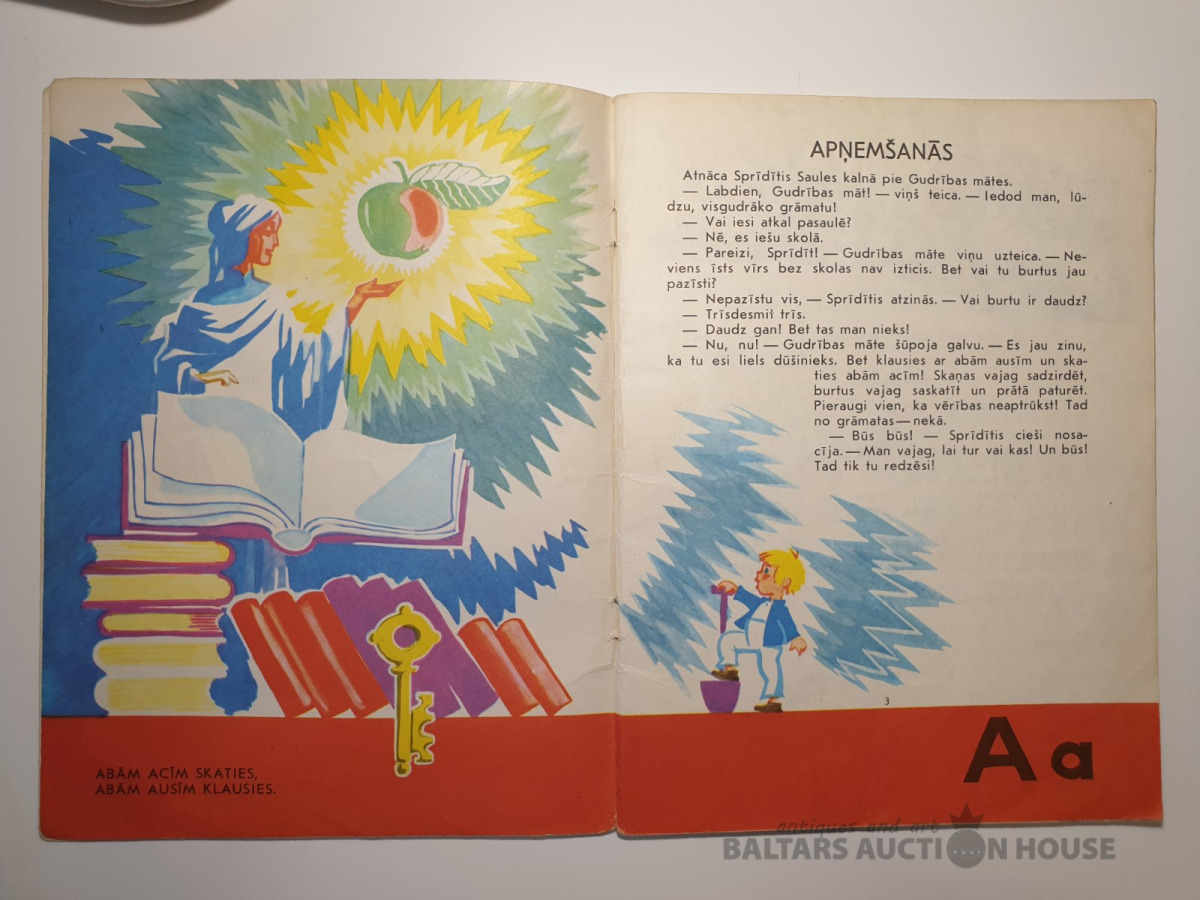 ABĀM ACĪM SKATIES,
ABĀM AUSĪM KLAUSIES.
APŅEMŠANĀS
Atnāca Sprīdītis Saules kalnā pie Gudrības mātes.
— Labdien, Gudrības māt! — viņš teica. — Iedod man, lū-
dzu, visgudrāko grāmatu!
— Vai iesi atkal pasaulē?
— Nē, es iešu skolā.
— Pareizi, Sprīdīt! — Gudrības māte viņu uzteica. — Ne-
viens īsts vīrs bez skolas nav izticis. Bet vai tu burtus jau
pazīsti?
— Nepazīstu vis, — Sprīdītis atzinās. — Vai burtu ir daudz?
— Trīsdesmit trīs.
— Daudz gan! Bet tas man nieks!
— Nu, nu! — Gudrības māte šūpoja galvu. — Es jau zinu,
ka tu esi liels dūšinieks. Bet klausies ar abām ausīm un ska-
ties abām acīm! Skaņas vajag sadzirdēt,
burtus vajag saskatīt un prātā paturēt.
Pieraugi vien, ka vērības neaptrūkst! Tad
no grāmatas — nekā.
— Būs būs! — Sprīdītis cieši nosa-
cīja. — Man vajag, lai tur vai kas! Un būs!
Tad tik tu redzēsi!
3
A a
antiques and art
BALTARS AUCTION HOUSE